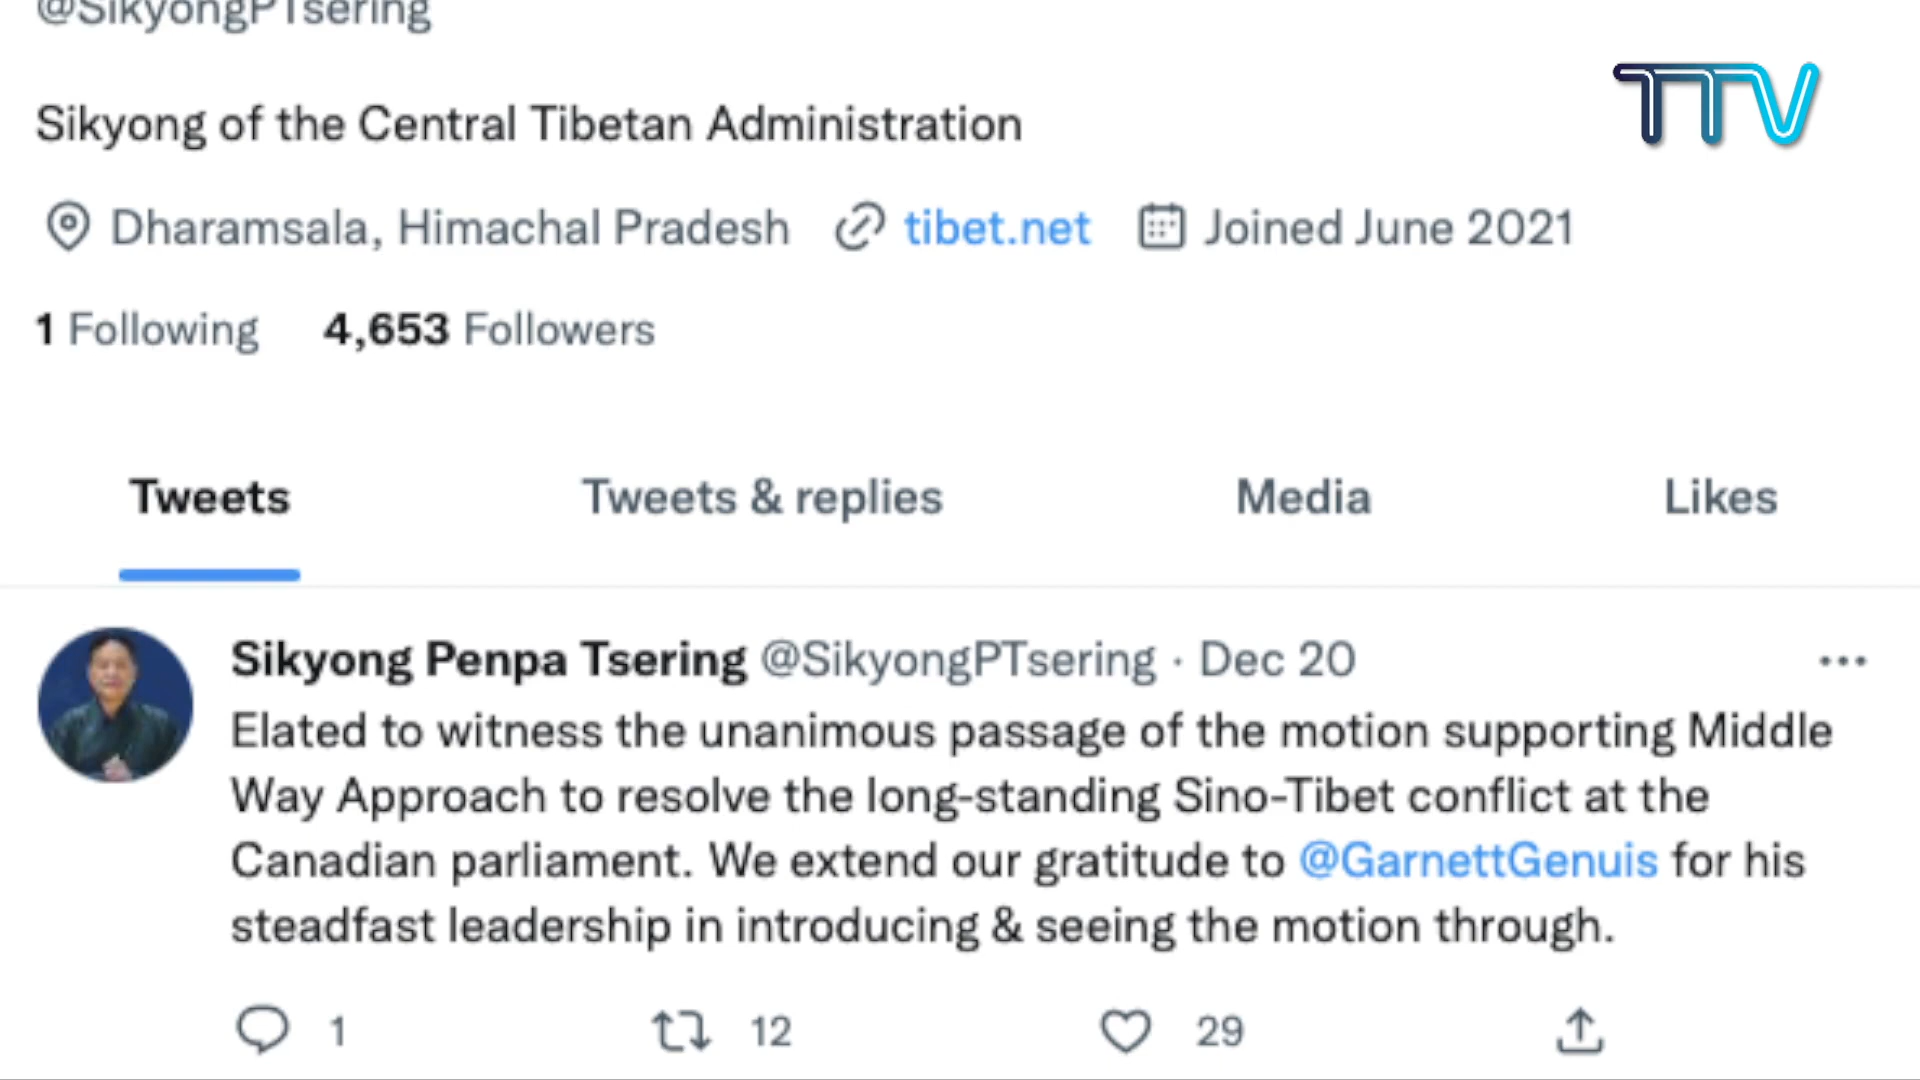 @SikyongPTsering
TTV
Sikyong of the Central Tibetan Administration
Dharamsala, Himachal Pradesh tibet.net Joined June 2021
1 Following 4,653 Followers
Tweets Tweets & replies Media Likes
Sikyong Penpa Tsering @SikyongPTsering · Dec 20
Elated to witness the unanimous passage of the motion supporting Middle
Way Approach to resolve the long-standing Sino-Tibet conflict at the
Canadian parliament. We extend our gratitude to @GarnettGenuis for his
steadfast leadership in introducing & seeing the motion through.
1 12 29